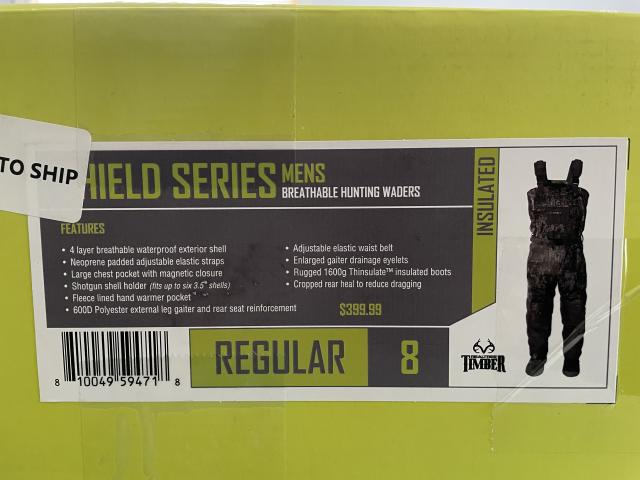 TO SHIP
HIELD SERIES MENS
BREATHABLE HUNTING WADERS
INSULATED
FEATURES
• 4 layer breathable waterproof exterior shell
• Neoprene padded adjustable elastic straps
• Large chest pocket with magnetic closure
• Shotgun shell holder (fits up to six 3.5" shells)
• Fleece lined hand warmer pocket
• 600D Polyester external leg gaiter and rear seat reinforcement
• Adjustable elastic waist belt
• Enlarged gaiter drainage eyelets
• Rugged 1600g Thinsulate™ insulated boots
• Cropped rear heal to reduce dragging
$399.99
8 10049 59471 8
REGULAR 8
REALTREE
TIMBER